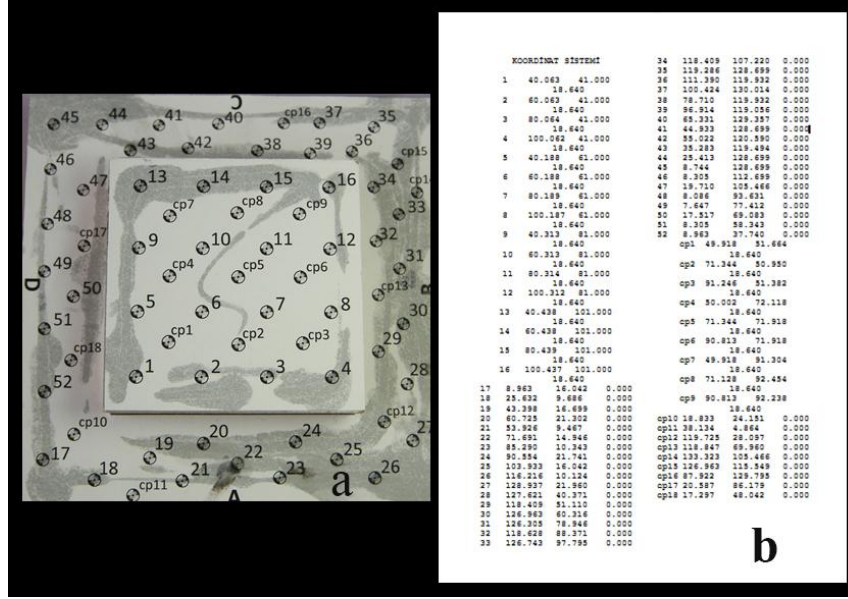 C
45 44 41 40 cp16 37 35
43 42 38 39 36
46 cp15
47 13 14 15 16 34 cp14
48 cp7 cp8 cp9 33
cp17 9 10 11 12 32
49 cp4 cp5 cp6 31
D 50 cp13 B
51 5 6 7 8 30
cp18 cp1 cp2 cp3 29
52 1 2 3 4 28
cp10 cp12
20 24 27
17 19 22 25
18 21 23 26
cp11 A a
KOORDİNAT SİSTEMİ
1 40.063 41.000
18.640
2 60.063 41.000
18.640
3 80.064 41.000
18.640
4 100.062 41.000
18.640
5 40.188 61.000
18.640
6 60.188 61.000
18.640
7 80.189 61.000
18.640
8 100.187 61.000
18.640
9 40.313 81.000
18.640
10 60.313 81.000
18.640
11 80.314 81.000
18.640
12 100.312 81.000
18.640
13 40.438 101.000
18.640
14 60.438 101.000
18.640
15 80.439 101.000
18.640
16 100.437 101.000
18.640
17 8.963 16.042 0.000
18 25.632 9.686 0.000
19 43.398 16.699 0.000
20 60.725 21.302 0.000
21 53.926 9.467 0.000
22 71.691 14.946 0.000
23 85.290 10.343 0.000
24 90.554 21.741 0.000
25 103.933 16.042 0.000
26 116.216 10.124 0.000
27 128.937 21.960 0.000
28 127.621 40.371 0.000
29 118.409 51.110 0.000
30 126.963 60.316 0.000
31 126.305 78.946 0.000
32 118.628 88.371 0.000
33 126.743 97.795 0.000
34 118.409 107.220 0.000
35 119.286 128.699 0.000
36 111.390 119.932 0.000
37 100.424 130.014 0.000
38 78.710 119.932 0.000
39 96.914 119.056 0.000
40 65.331 129.357 0.000
41 44.933 128.699 0.000
42 55.022 120.590 0.000
43 35.283 119.494 0.000
44 25.413 128.699 0.000
45 8.744 128.699 0.000
46 8.305 112.699 0.000
47 19.710 105.466 0.000
48 8.086 93.631 0.000
49 7.647 77.412 0.000
50 17.517 69.083 0.000
51 8.305 58.343 0.000
52 8.963 37.740 0.000
cp1 49.918 51.664
18.640
cp2 71.344 50.950
18.640
cp3 91.246 51.382
18.640
cp4 50.002 72.118
18.640
cp5 71.344 71.918
18.640
cp6 90.813 71.918
18.640
cp7 49.918 91.304
18.640
cp8 71.128 92.454
18.640
cp9 90.813 92.238
18.640
cp10 18.833 24.151 0.000
cp11 38.134 4.864 0.000
cp12 119.725 28.097 0.000
cp13 118.847 69.960 0.000
cp14 133.323 105.466 0.000
cp15 126.963 115.549 0.000
cp16 87.922 129.795 0.000
cp17 20.587 86.179 0.000
cp18 17.297 48.042 0.000
b